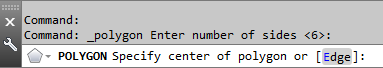 Command:
Command: _polygon Enter number of sides <6>:
POLYGON Specify center of polygon or [Edge]: